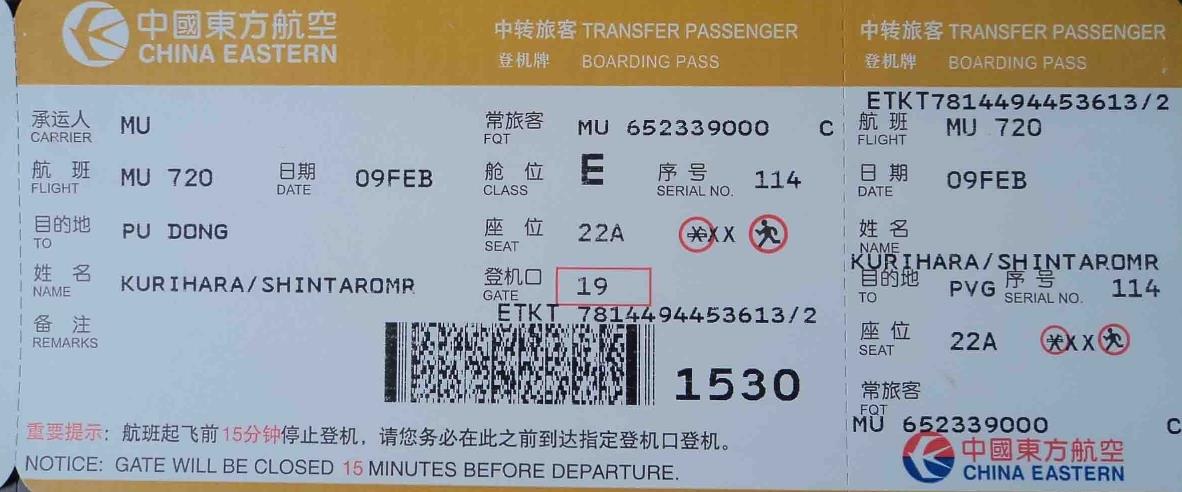 中國東方航空
CHINA EASTERN
中转旅客 TRANSFER PASSENGER
登机牌 BOARDING PASS
承运人 MU
CARRIER
常旅客 MU 652339000 C
FQT
航 班 MU 720 日期 09FEB
FLIGHT DATE
舱 位 E 序 号 114
CLASS SERIAL NO.
目的地 PU DONG
TO
座 位 22A XX
SEAT
姓 名 KURIHARA/SHINTAROMR
NAME
登机口 19
GATE
ETKT 7814494453613/2
备 注
REMARKS
1530
重要提示: 航班起飞前15分钟停止登机, 请您务必在此之前到达指定登机口登机。
NOTICE: GATE WILL BE CLOSED 15 MINUTES BEFORE DEPARTURE.
中转旅客 TRANSFER PASSENGER
登机牌 BOARDING PASS
ETKT7814494453613/2
航 班 MU 720
FLIGHT
日 期 09FEB
DATE
姓 名
NAME
KURIHARA/SHINTAROMR
目的地 PVG 序 号 114
TO SERIAL NO.
座 位 22A XX
SEAT
常旅客
FQT
MU 652339000 C
中國東方航空
CHINA EASTERN